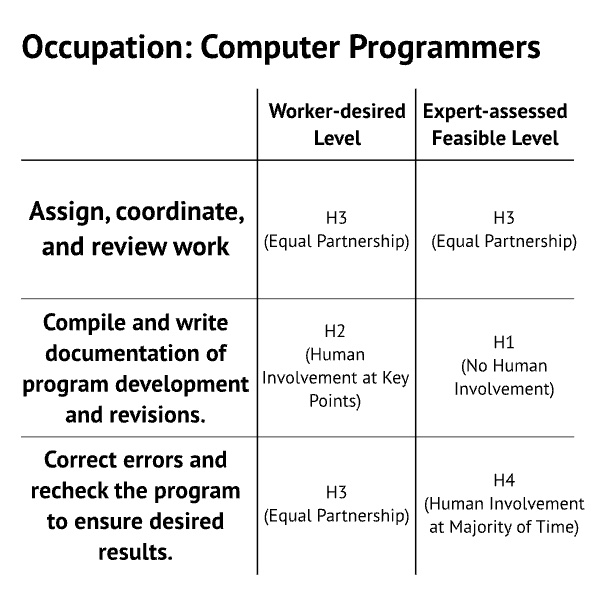 Occupation: Computer Programmers
Worker-desired
Level
Expert-assessed
Feasible Level
Assign, coordinate,
and review work
H3
(Equal Partnership)
H3
(Equal Partnership)
Compile and write
documentation of
program development
and revisions.
H2
(Human
Involvement at Key
Points)
H1
(No Human
Involvement)
Correct errors and
recheck the program
to ensure desired
results.
H3
(Equal Partnership)
H4
(Human Involvement
at Majority of Time)